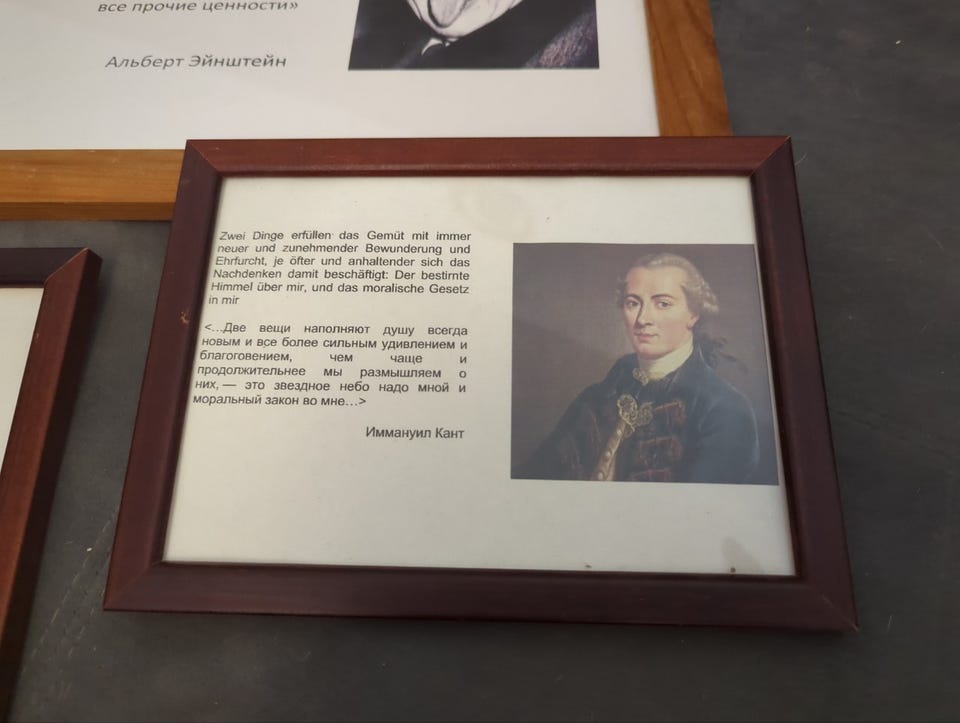 все прочие ценности»
Альберт Эйнштейн
Zwei Dinge erfüllen das Gemüt mit immer
neuer und zunehmender Bewunderung und
Ehrfurcht, je öfter und anhaltender sich das
Nachdenken damit beschäftigt: Der bestirnte
Himmel über mir, und das moralische Gesetz
in mir
<...Две вещи наполняют душу всегда
новым и все более сильным удивлением и
благоговением, чем чаще и
продолжительнее мы размышляем о
них, — это звездное небо надо мной и
моральный закон во мне...>
Иммануил Кант